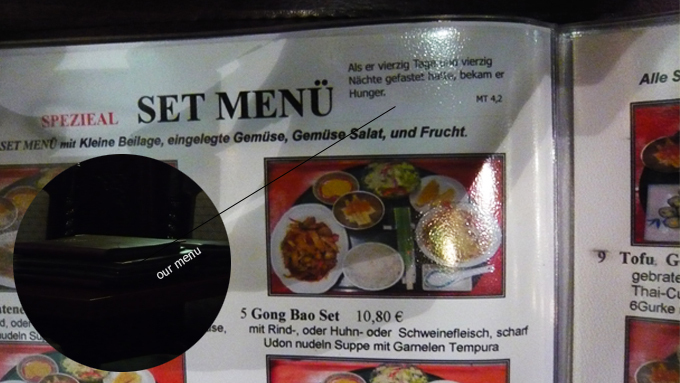 Als er vierzig Tage und vierzig
Nächte gefastet hatte, bekam er
Hunger.
MT 4,2
SPEZIEAL SET MENÜ
SET MENÜ mit Kleine Beilage, eingelegte Gemüse, Gemüse Salat, und Frucht.
our menu
5 Gong Bao Set 10,80 €
mit Rind-, oder Huhn- oder Schweinefleisch, scharf
Udon nudeln Suppe mit Garnelen Tempura
Alle S
9 Tofu G
gebrate
Thai-Cu
6Gurke